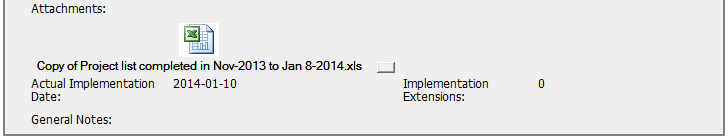 Attachments:
Copy of Project list completed in Nov-2013 to Jan 8-2014.xls
Actual Implementation Date: 2014-01-10 Implementation Extensions: 0
General Notes: